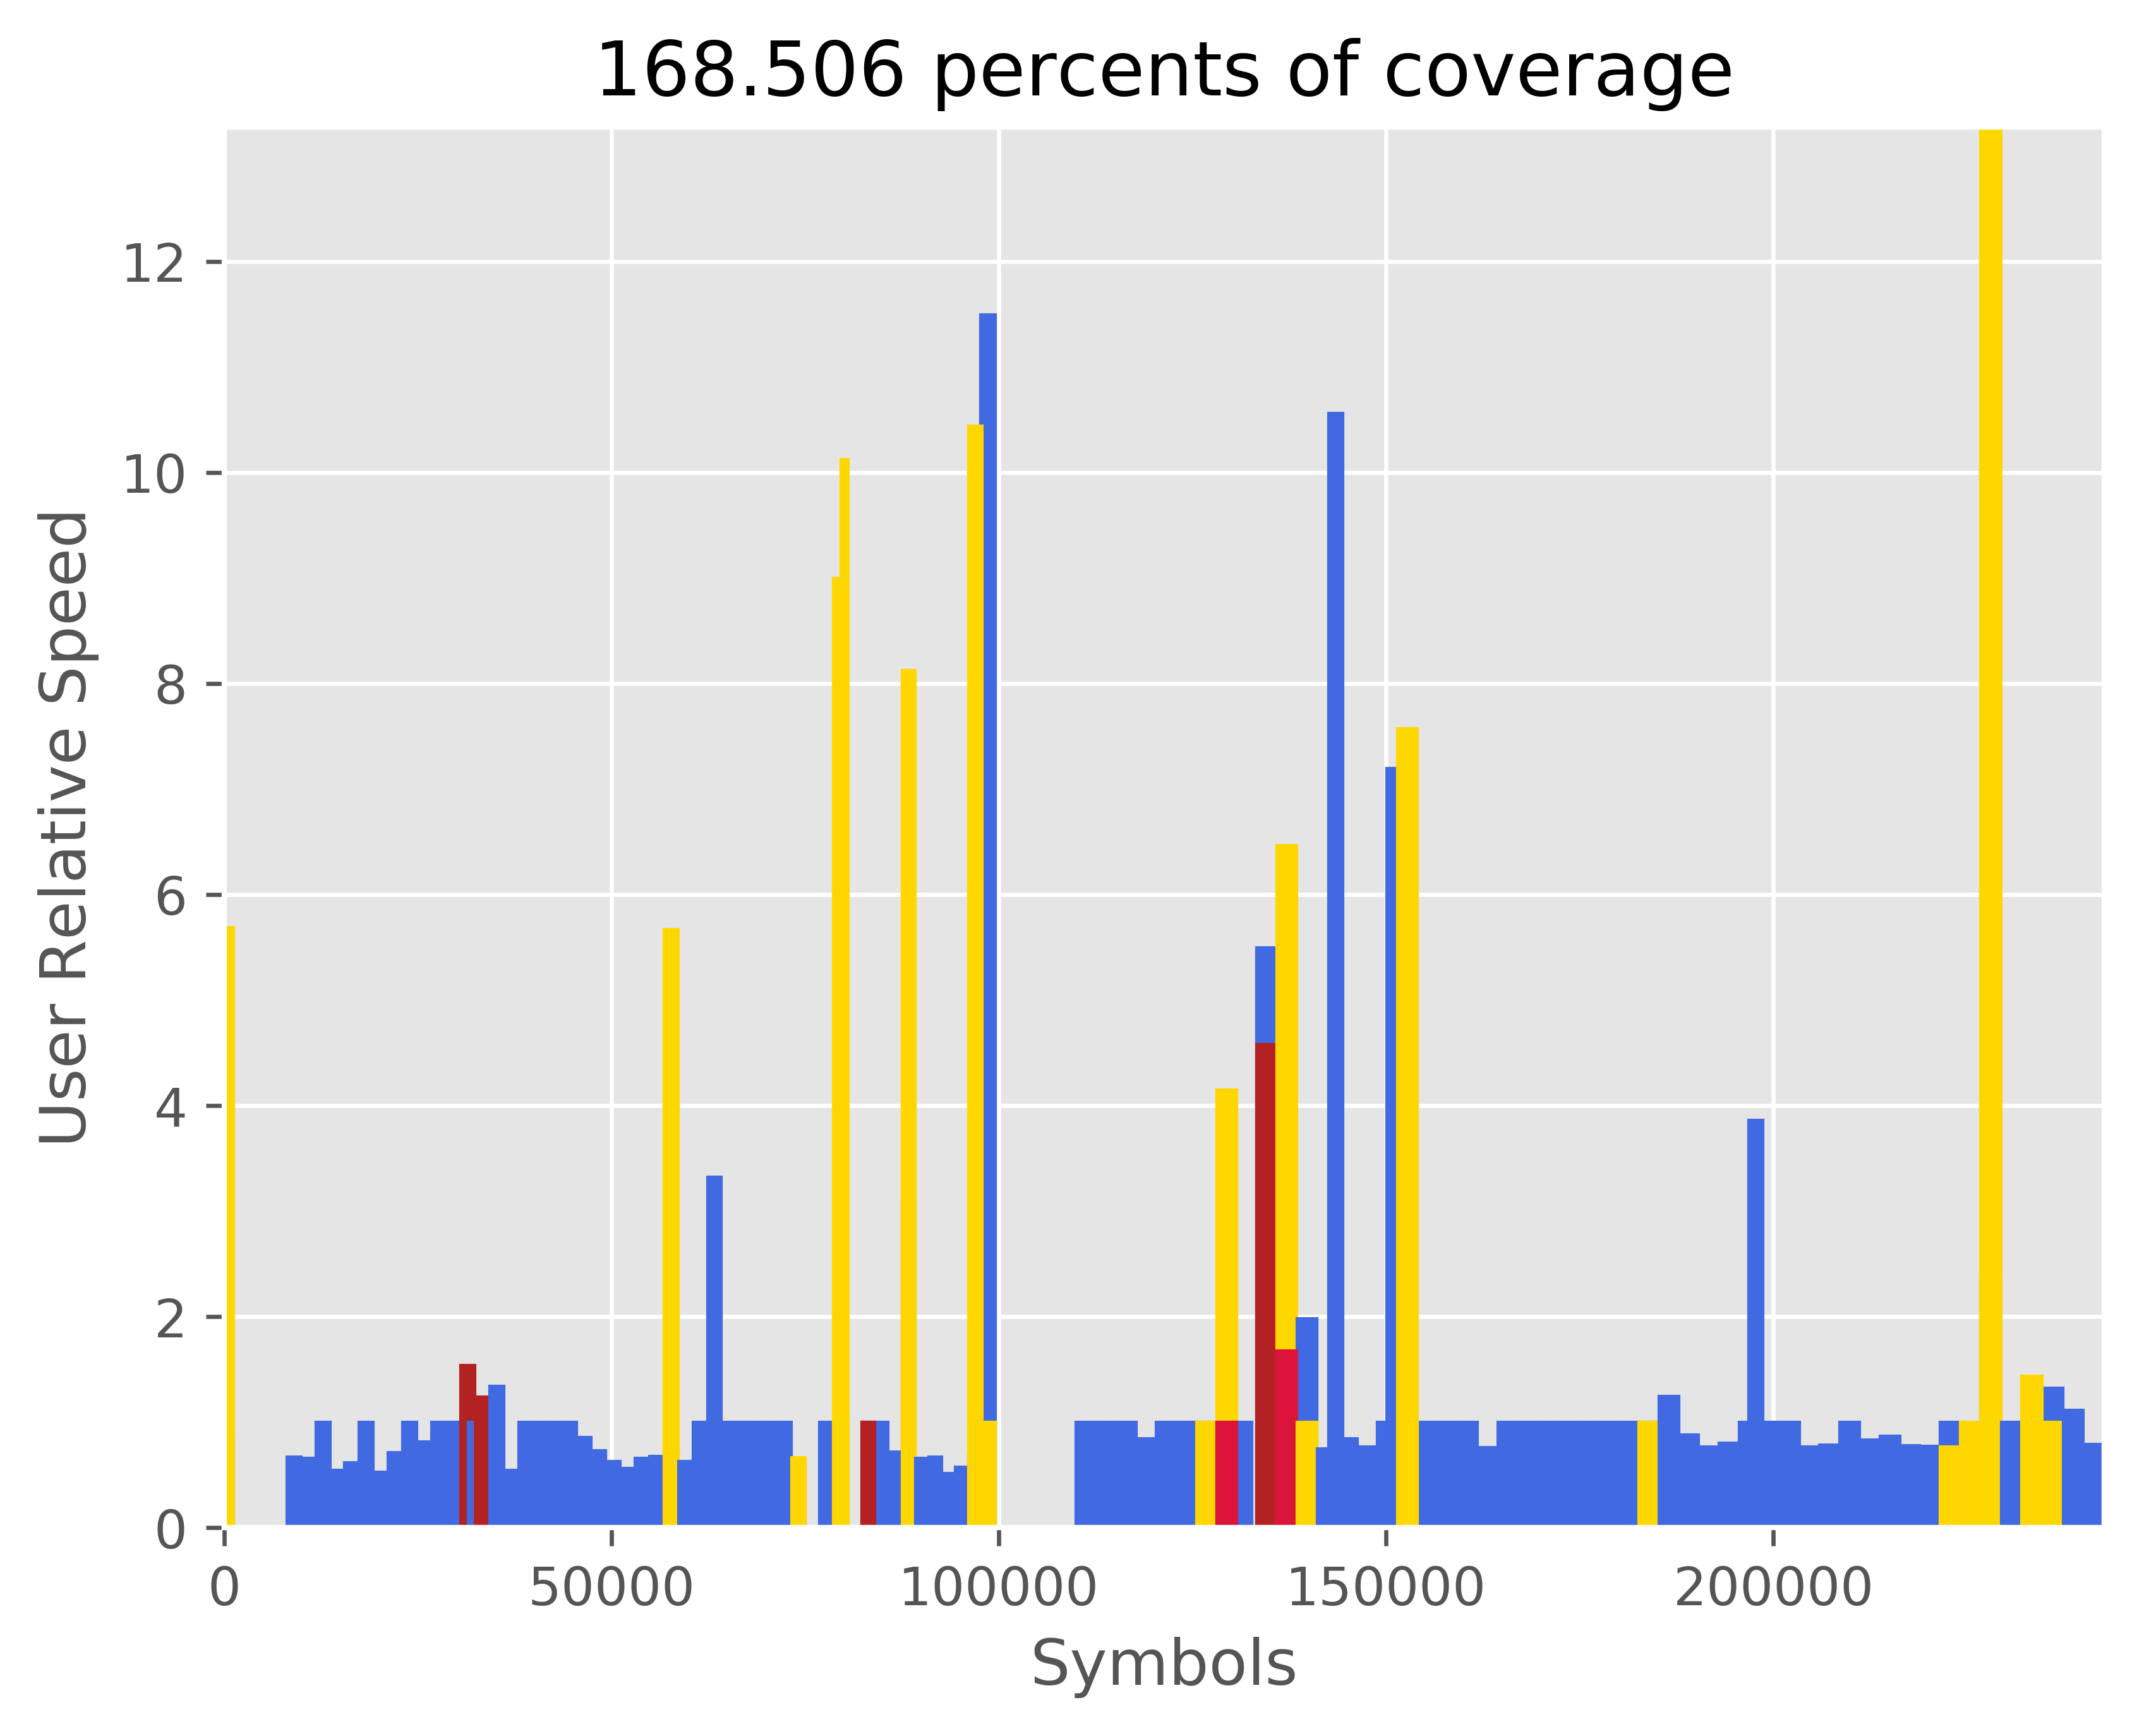 168.506 percents of coverage
12
10
8
6
4
2
0
User Relative Speed
0 50000 100000 150000 200000
Symbols